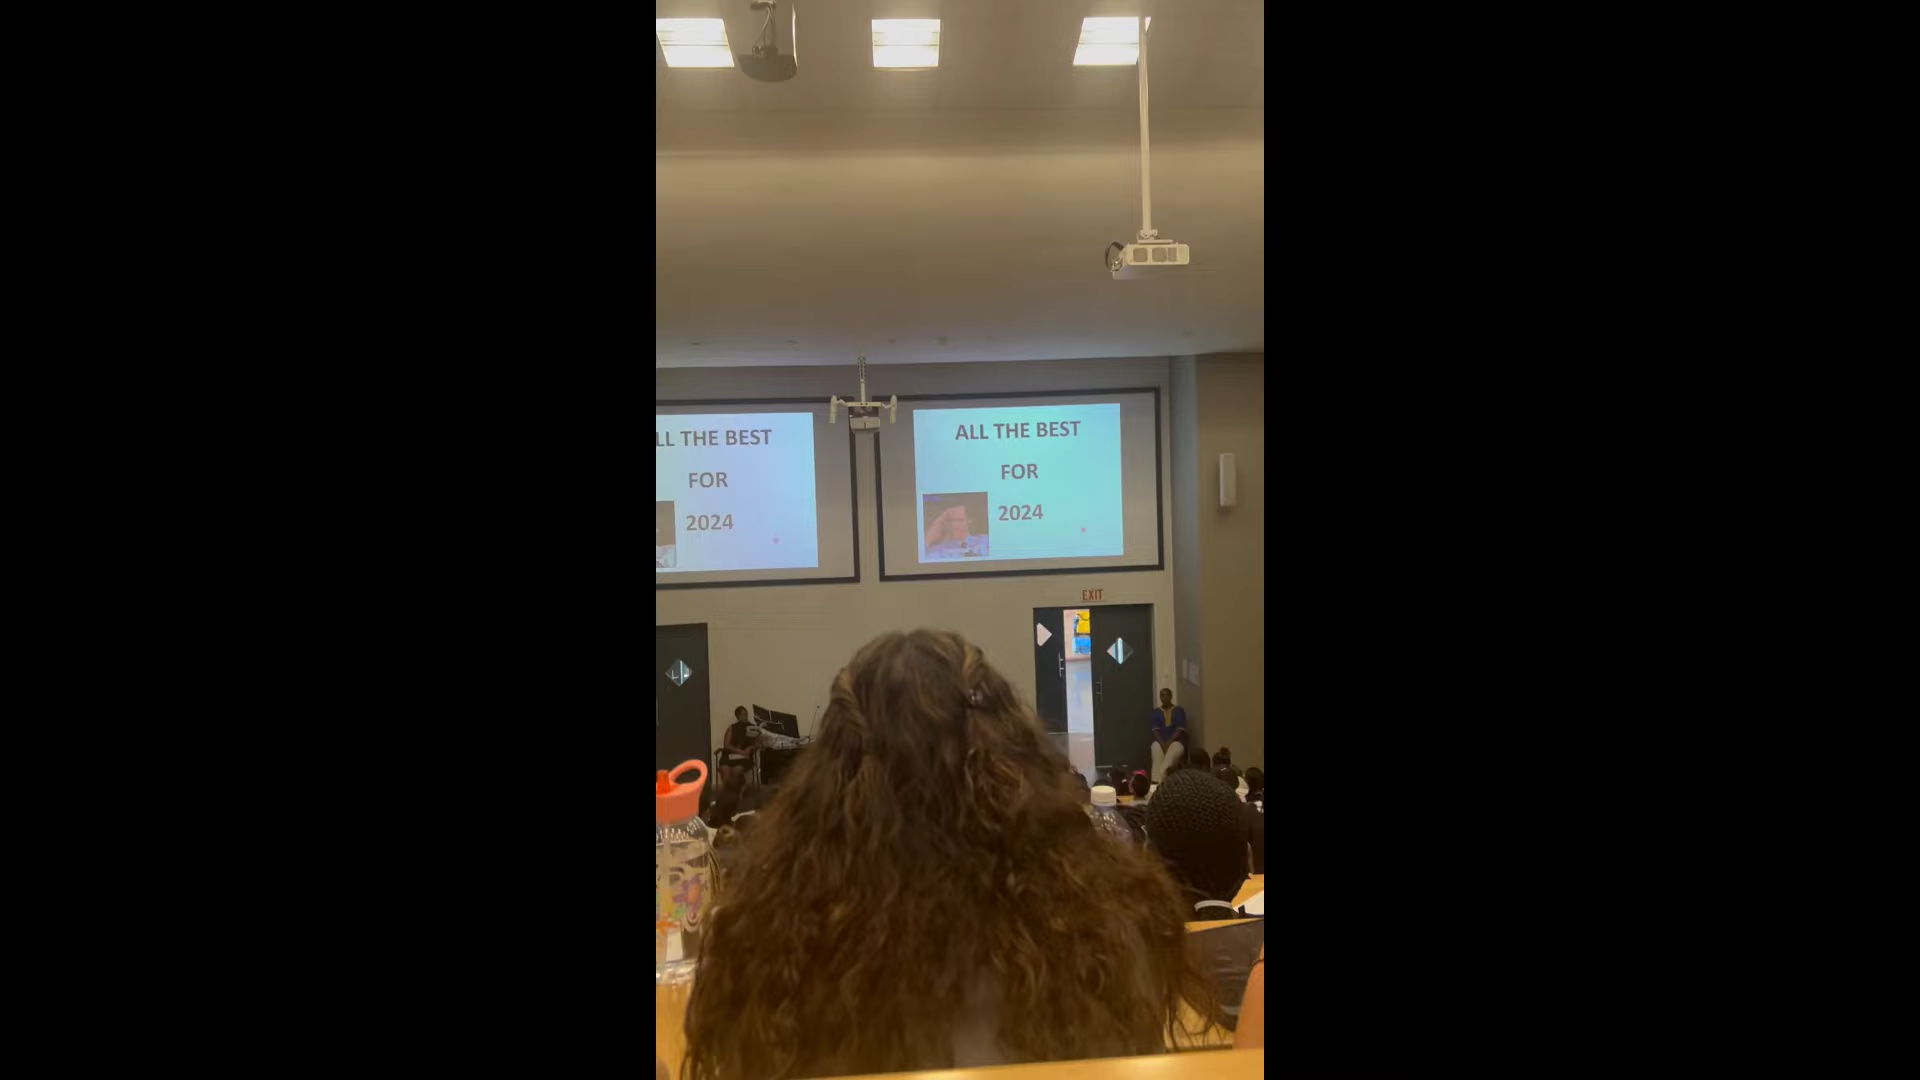 LL THE BEST
FOR
2024
ALL THE BEST
FOR
2024
EXIT